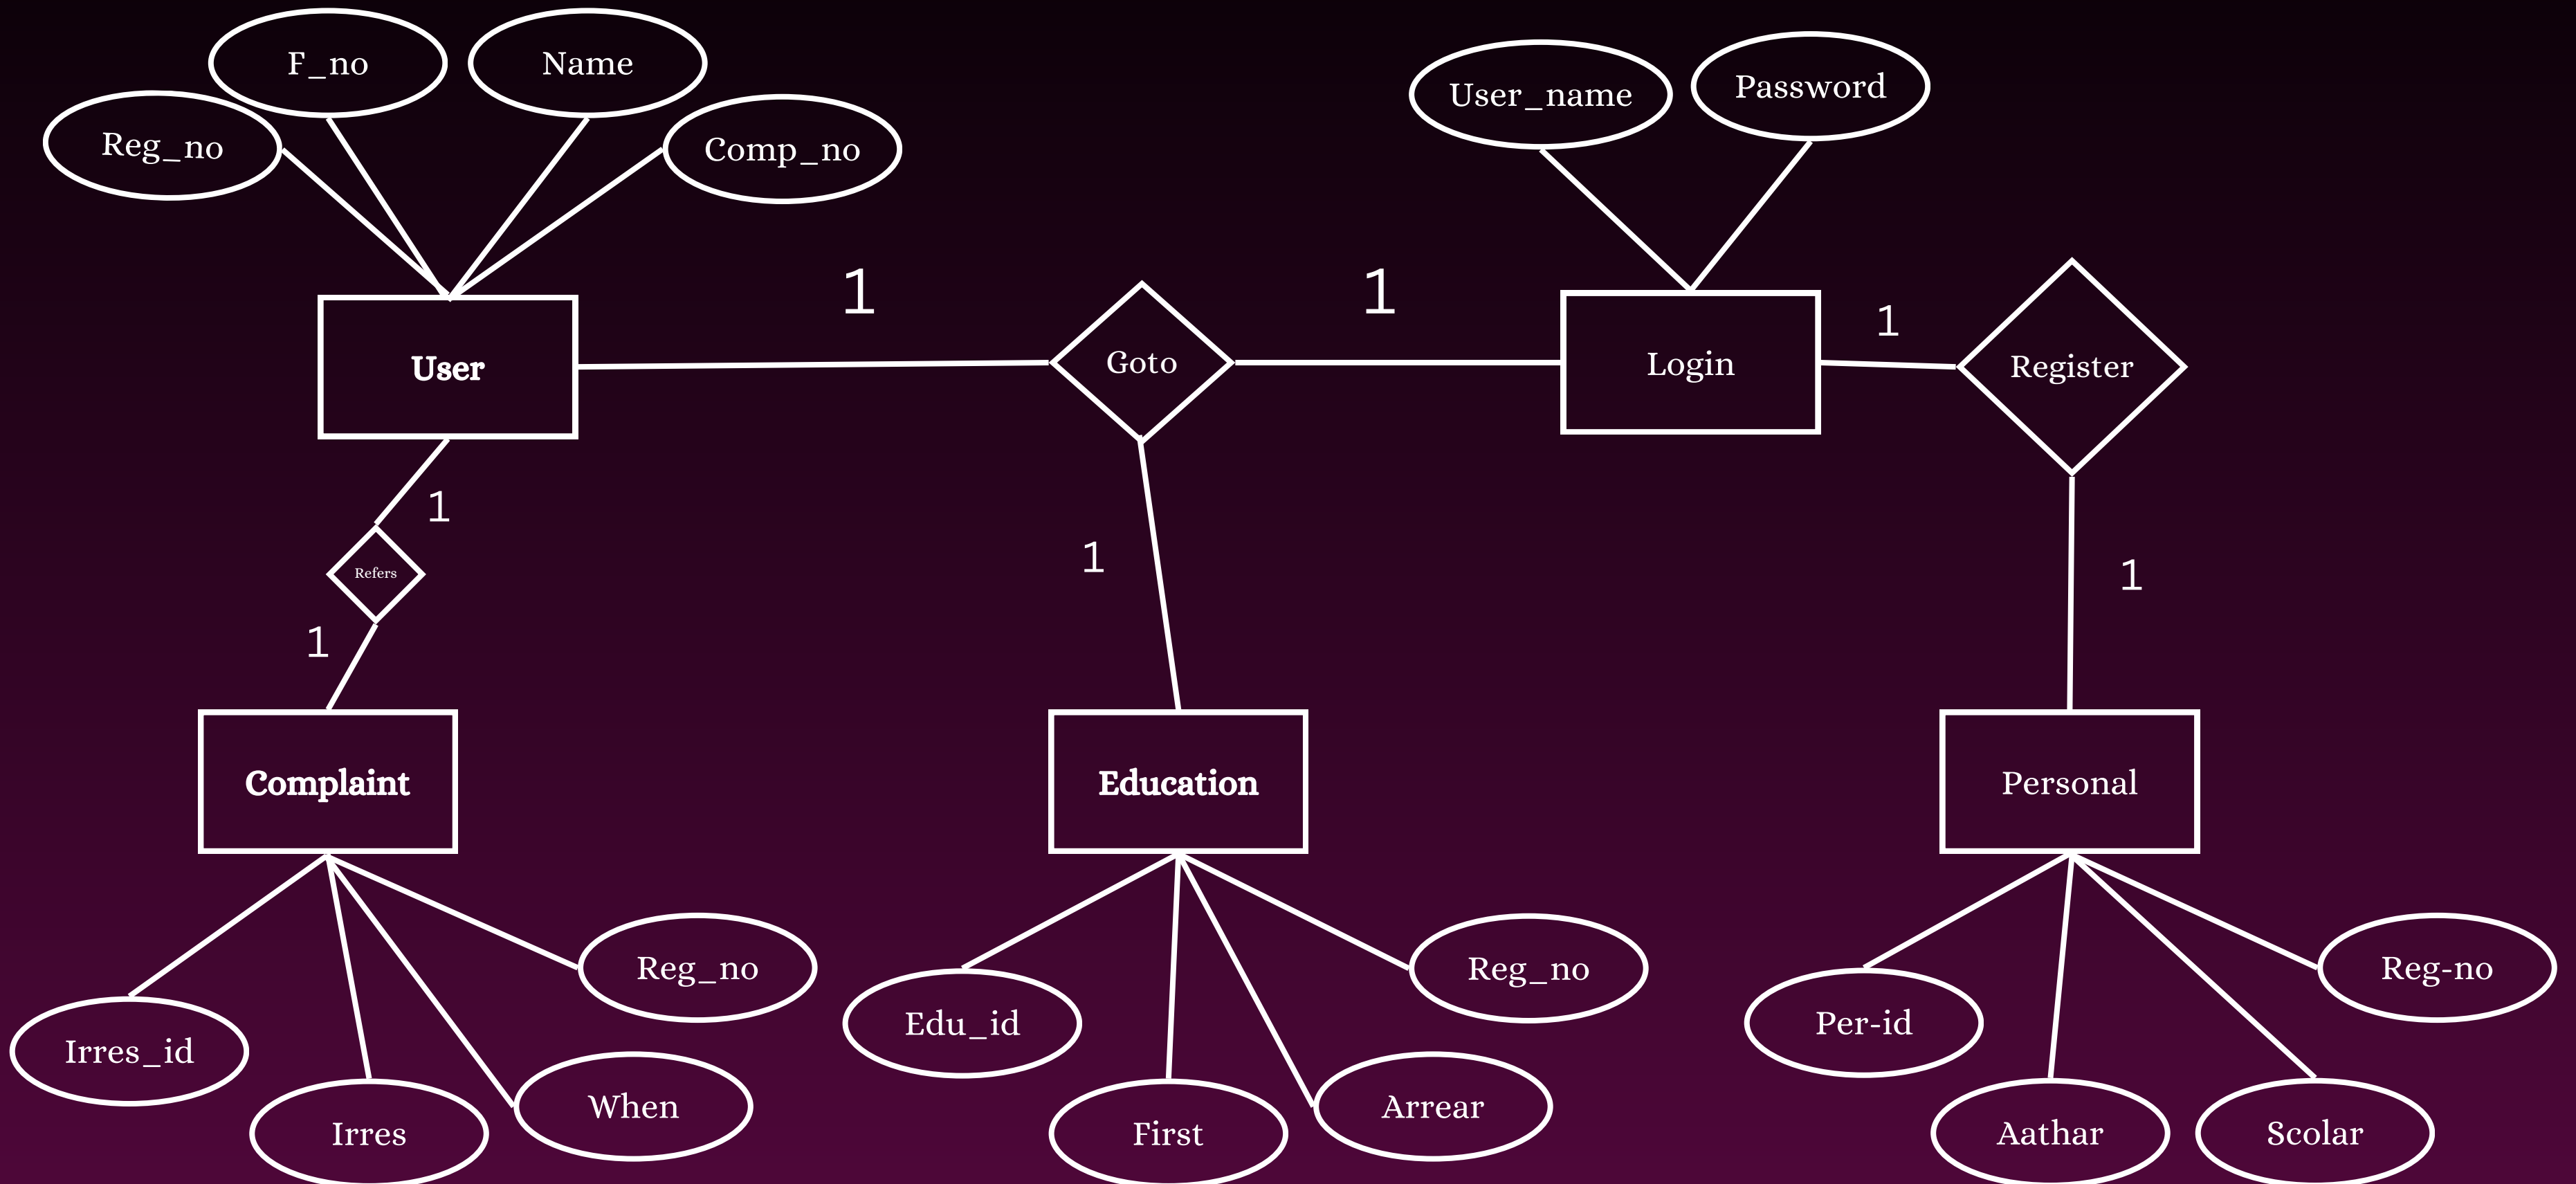 F_no
Name
Reg_no
Comp_no
User_name
Password
1
1
1
User
Goto
Login
Register
1
Refers
1
1
1
Complaint
Education
Personal
Reg_no
Irres_id
Irres
When
Reg_no
Edu_id
First
Arrear
Reg-no
Per-id
Aathar
Scolar